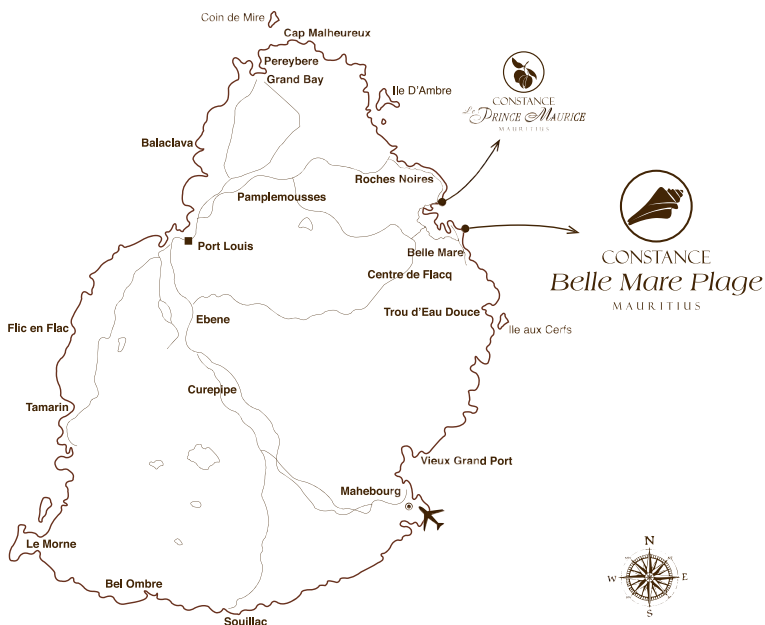 Coin de Mire
Cap Malheureux
Pereybere
Grand Bay
Ile D'Ambre
CONSTANCE
Le Prince Maurice
MAURITIUS
Balaclava
Roches Noires
Pamplemousses
Port Louis
Belle Mare
Centre de Flacq
CONSTANCE
Belle Mare Plage
MAURITIUS
Ebene
Trou d'Eau Douce
Flic en Flac
Ile aux Cerfs
Curepipe
Tamarin
Vieux Grand Port
Mahebourg
Le Morne
Bel Ombre
Souillac
N
W
E
S